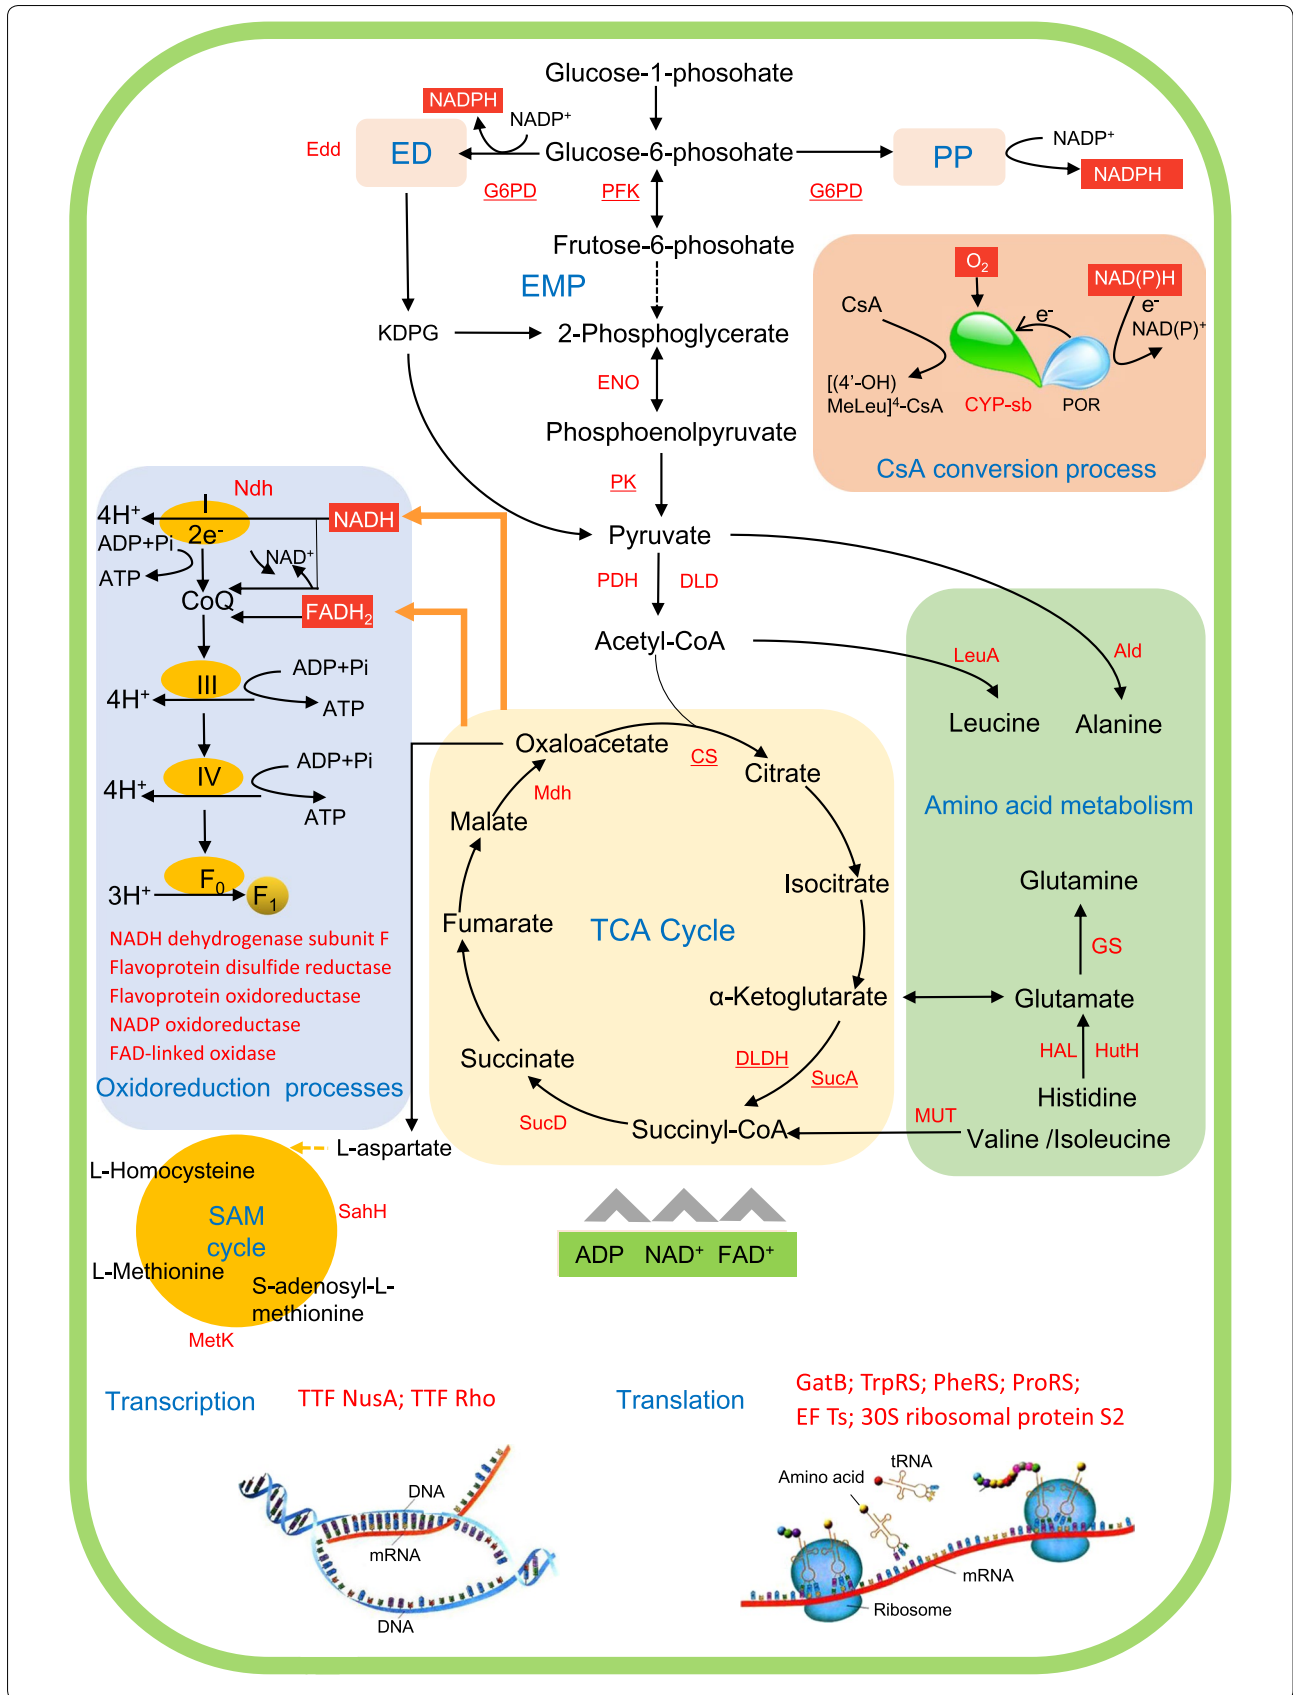 Glucose-1-phosohate
NADPH
NADP⁺
Edd
ED
Glucose-6-phosohate
PP
NADP⁺
NADPH
G6PD
PFK
G6PD
Frutose-6-phosohate
EMP
KDPG
2-Phosphoglycerate
ENO
Phosphoenolpyruvate
PK
Pyruvate
PDH
DLD
Acetyl-CoA
O₂
NAD(P)H
CsA
e⁻
e⁻
NAD(P)⁺
[(4'-OH)
MeLeu]⁴-CsA
CYP-sb
POR
CsA conversion process
Ndh
I
4H⁺
2e⁻
NADH
ADP+Pi
NAD⁺
ATP
CoQ
FADH₂
III
ADP+Pi
4H⁺
ATP
IV
ADP+Pi
4H⁺
ATP
F₀
3H⁺
F₁
NADH dehydrogenase subunit F
Flavoprotein disulfide reductase
Flavoprotein oxidoreductase
NADP oxidoreductase
FAD-linked oxidase
Oxidoreduction processes
Oxaloacetate
CS
Citrate
Mdh
Malate
Isocitrate
Fumarate
TCA Cycle
α-Ketoglutarate
Succinate
DLDH
SucA
SucD
Succinyl-CoA
LeuA
Ald
Leucine
Alanine
Amino acid metabolism
Glutamine
GS
Glutamate
HAL
HutH
Histidine
MUT
Valine /Isoleucine
L-aspartate
L-Homocysteine
SAM
cycle
SahH
L-Methionine
S-adenosyl-L-
methionine
MetK
ADP
NAD⁺
FAD⁺
Transcription
TTF NusA; TTF Rho
DNA
mRNA
DNA
Translation
GatB; TrpRS; PheRS; ProRS;
EF Ts; 30S ribosomal protein S2
tRNA
Amino acid
mRNA
Ribosome